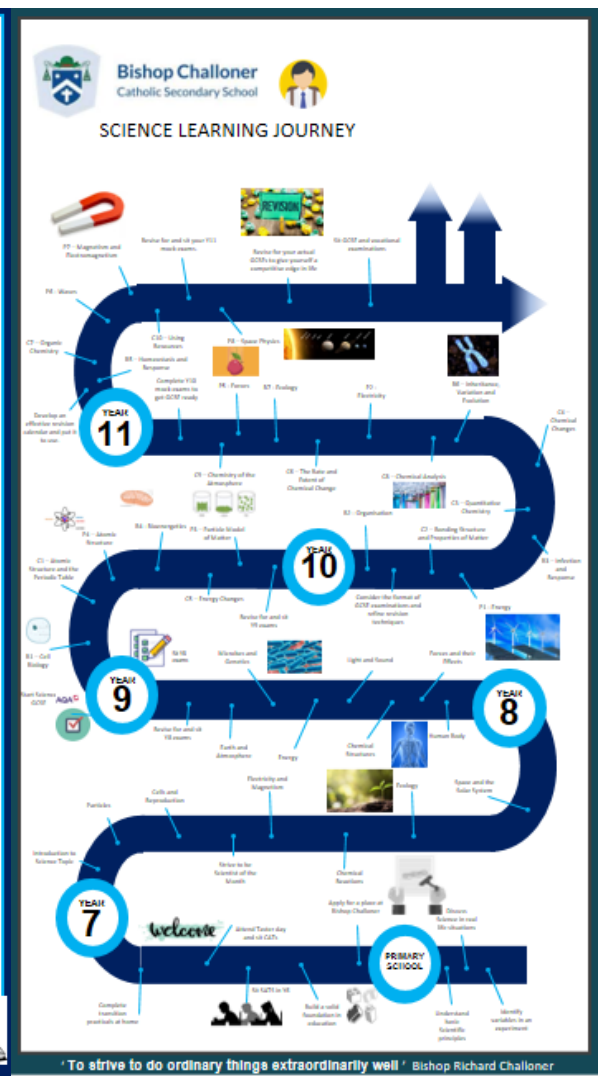 Bishop Challoner
Catholic Secondary School
SCIENCE LEARNING JOURNEY
REVISION
P7 - Magnetism and
Electromagnetism
Revise for and sit your Y11
mock exams.
Revise for your actual
GCSEs to give yourself a
competitive edge in life
Sit GCSE and vocational
examinations.
P6 - Waves
C7 - Organic
Chemistry
C10 - Using
Resources
P8 - Space Physics
B5 - Homeostasis and
Response
Develop an
effective revision
calendar and put it
to use.
YEAR
11
Complete Y10
mock exams to
get GCSE ready
B7 - Ecology
P2 -
Electricity
B6 - Inheritance,
Variation and
Evolution
Chemical
Changes
C9 - Chemistry of the
Atmosphere
C6 - The Rate and
Extent of
Chemical Change
C8 - Chemical Analysis
Quantitative
Chemistry
B2 - Organisation
C2 - Bonding Structure
and Properties of Matter
B3 - Infection
and
Response
B4 - Bioenergetics
P3 - Particle Model
of Matter
P4 - Atomic
Structure
C1 - Atomic
Structure and the
Periodic Table
YEAR
10
C5 - Energy Changes
Revise for and sit
Y9 exams
Consider the format of
GCSE examinations and
refine revision
techniques
P1 - Energy
B1 - Cell
Biology
Start Science
GCSE
AQA
YEAR
9
exams
Microbes and
Genetics
Light and Sound
Forces and their
Effects
YEAR
8
Revise for and sit
Y8 exams
Earth and
Atmosphere
Energy
Chemical
Structures
Human Body
Space and the
Solar System
Particles
Cells and
Reproduction
Electricity and
Magnetism
Ecology
Introduction to
Science Topic
Strive to be
Scientist of the
Month
Chemical
Reactions
YEAR
7
welcome
Attend Taster day
and sit CATs
Apply for a place at
Bishop Challoner
PRIMARY
SCHOOL
Discuss
Science in real
life situations
Complete
transition
practicals at home
Sit SATS in Y6
Build a solid
foundation in
education
Understand
basic
Scientific
principles
Identify
variables in an
experiment
' To strive to do ordinary things extraordinarily well ' Bishop Richard Challoner